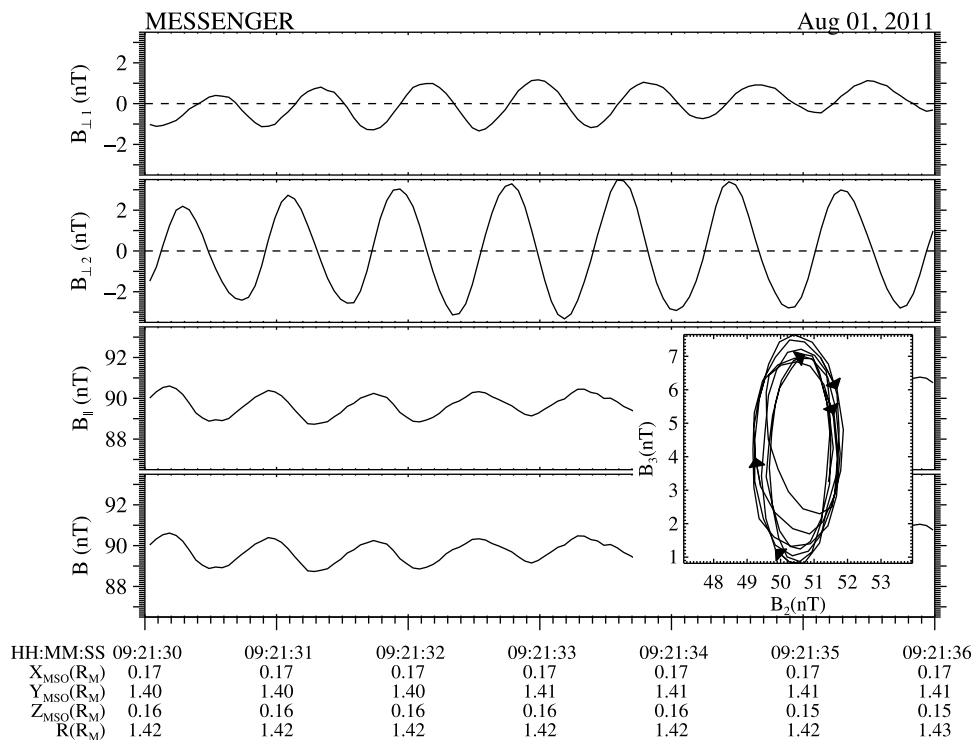 MESSENGER Aug 01, 2011
B⊥1 (nT)
2
0
−2
B⊥2 (nT)
2
0
−2
B|| (nT)
92
90
88
B (nT)
92
90
88
B3(nT)
7
6
5
4
3
2
1
48 49 50 51 52 53
B2(nT)
HH:MM:SS 09:21:30 09:21:31 09:21:32 09:21:33 09:21:34 09:21:35 09:21:36
XMSO(RM) 0.17 0.17 0.17 0.17 0.17 0.17 0.17
YMSO(RM) 1.40 1.40 1.40 1.41 1.41 1.41 1.41
ZMSO(RM) 0.16 0.16 0.16 0.16 0.16 0.15 0.15
R(RM) 1.42 1.42 1.42 1.42 1.42 1.42 1.43